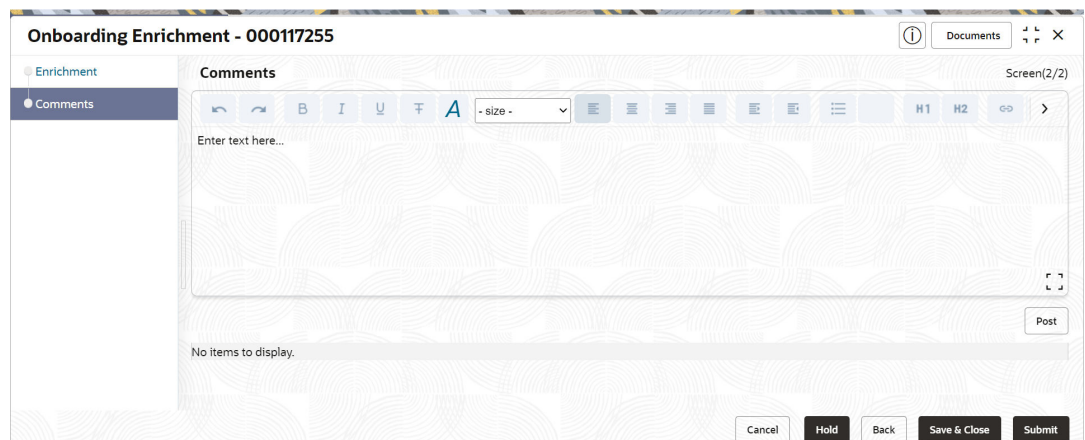 Onboarding Enrichment - 000117255
Documents
Enrichment
Comments
Comments
Screen(2/2)
B I U T A - size - H1 H2
Enter text here...
Post
No items to display.
Cancel Hold Back Save & Close Submit